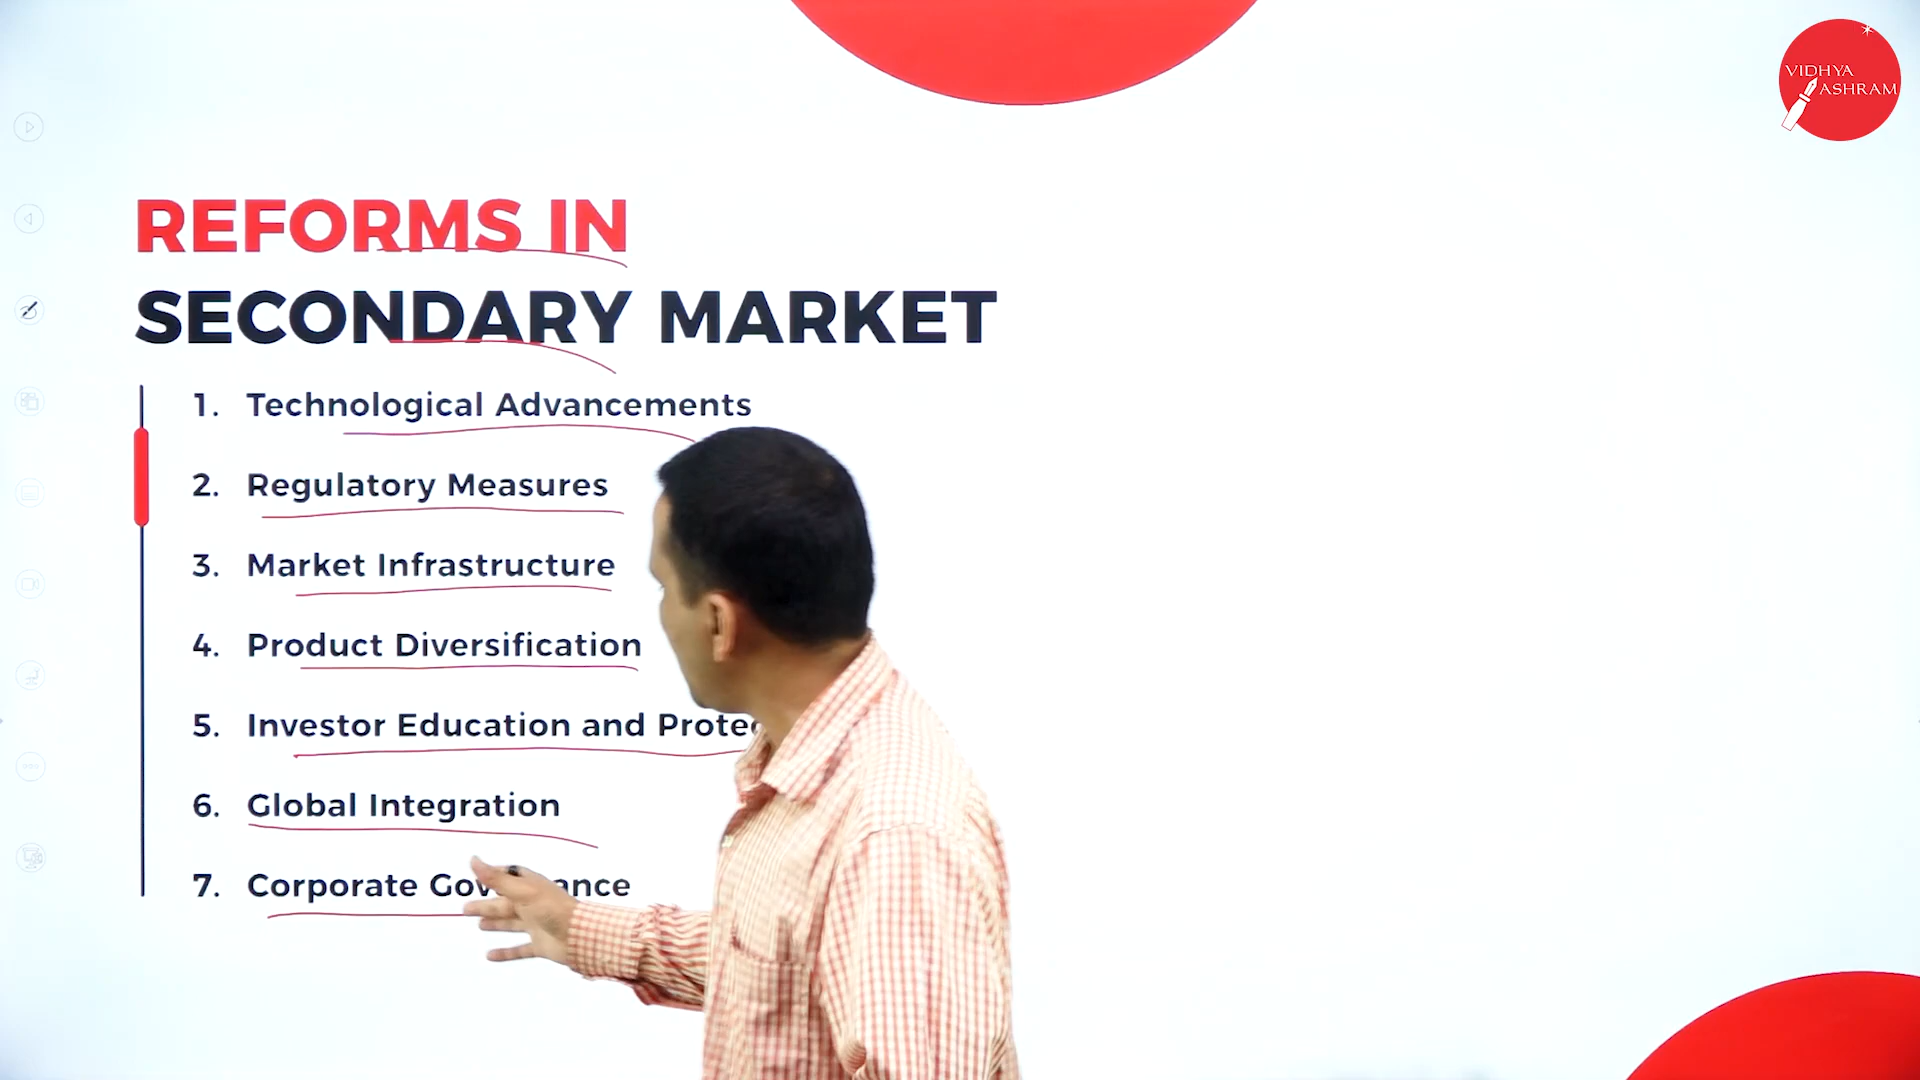 VIDHYA
ASHRAM
REFORMS IN
SECONDARY MARKET
1. Technological Advancements
2. Regulatory Measures
3. Market Infrastructure
4. Product Diversification
5. Investor Education and
6. Global Integration
7. Corporate